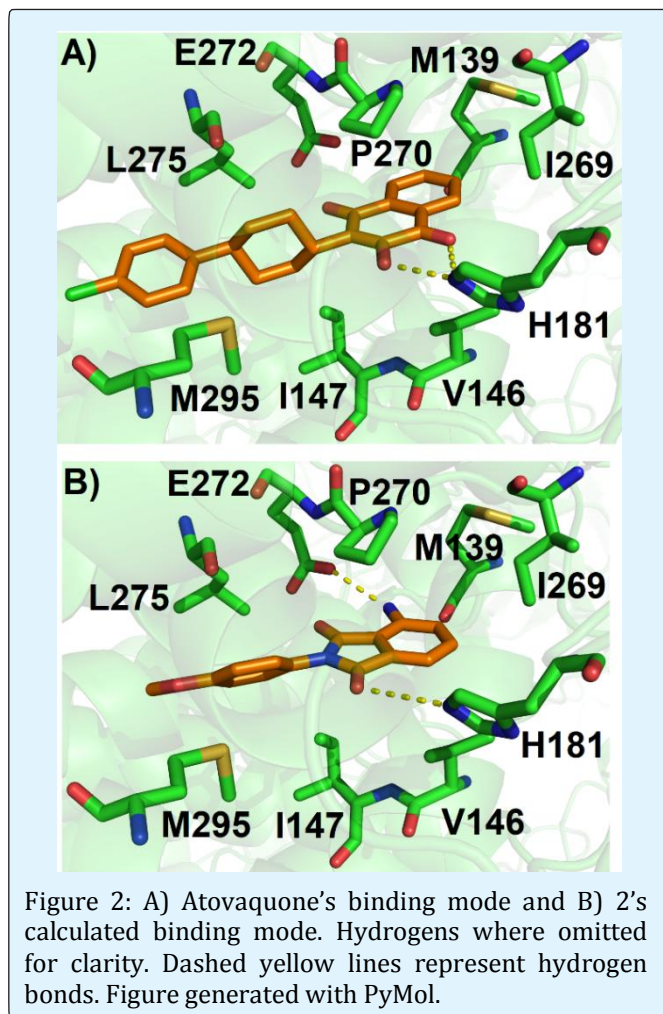 A)
E272
M139
L275
P270
I269
H181
M295
I147
V146
B)
E272
P270
M139
L275
I269
H181
M295
I147
V146
Figure 2: A) Atovaquone’s binding mode and B) 2’s
calculated binding mode. Hydrogens where omitted
for clarity. Dashed yellow lines represent hydrogen
bonds. Figure generated with PyMol.